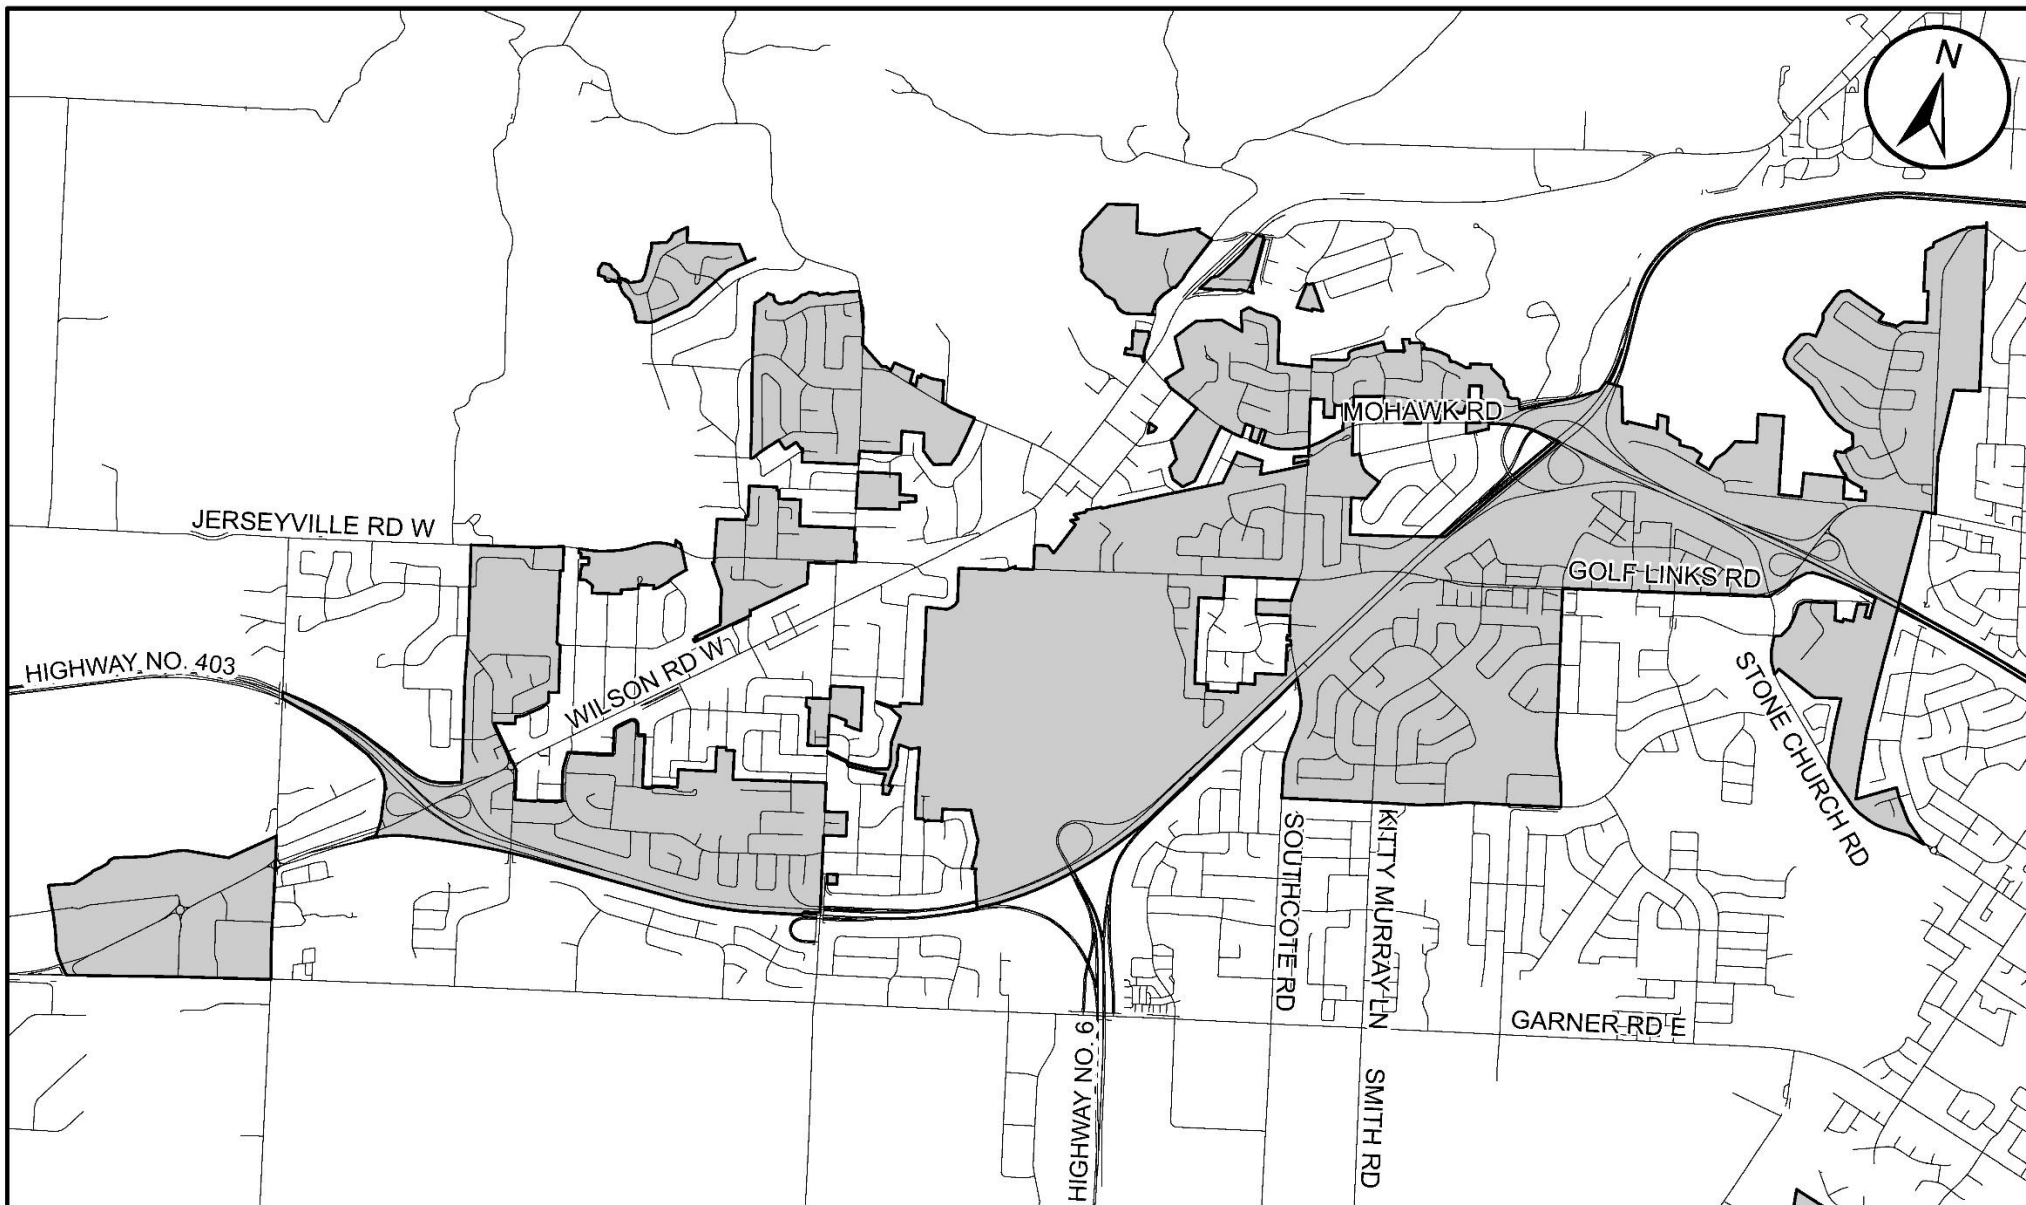 N
MOHAWK RD
JERSEYVILLE RD W
GOLF LINKS RD
HIGHWAY NO. 403
WILSON RD W
STONE CHURCH RD
SOUTHCOTE RD
KITTY MURRAY LN
GARNER RD E
HIGHWAY NO. 6
SMITH RD